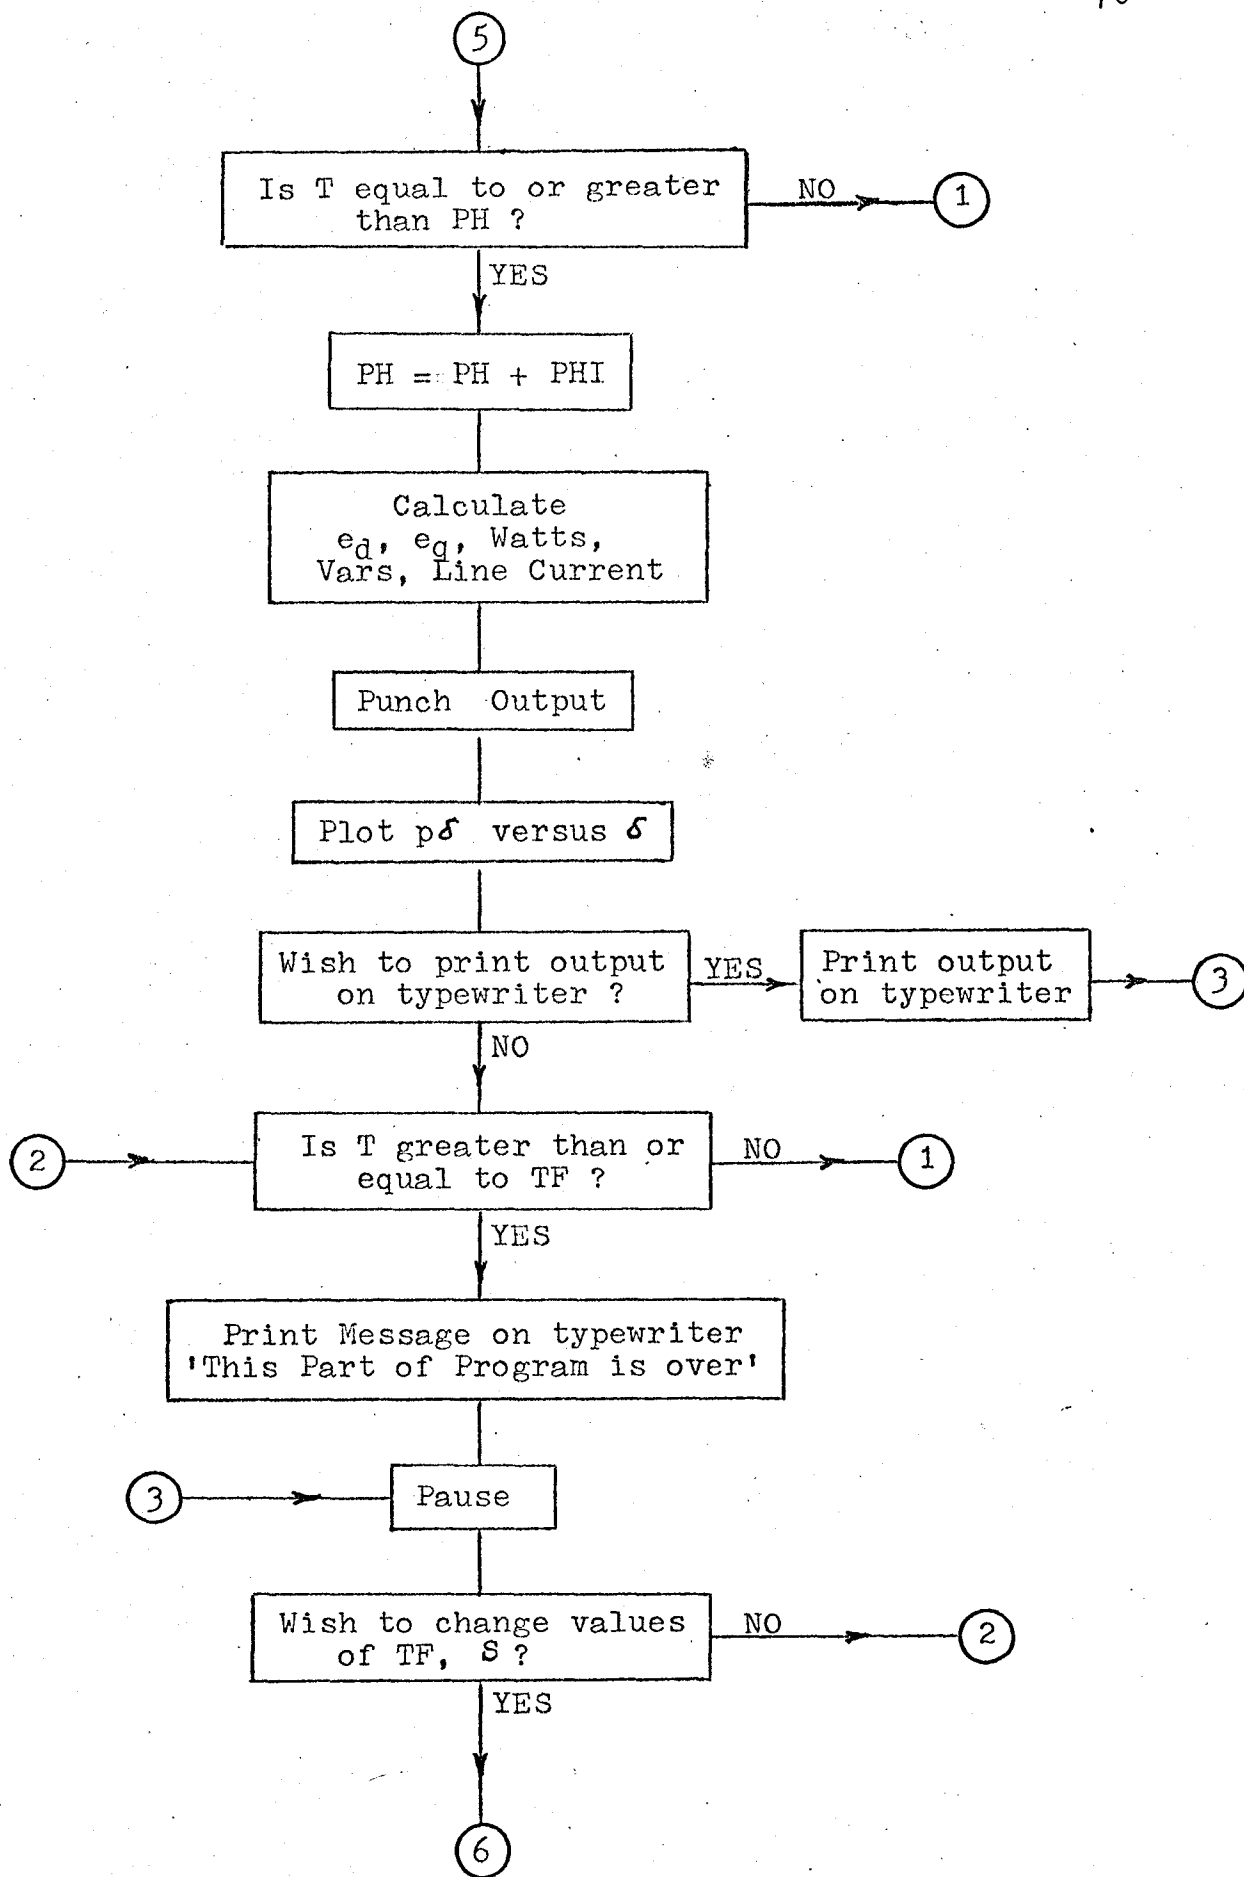 5
Is T equal to or greater
than PH ?
NO
1
YES
PH = PH + PHI
Calculate
e_d, e_q, Watts,
Vars, Line Current
Punch Output
Plot pδ versus δ
Wish to print output
on typewriter ?
YES
Print output
on typewriter
3
NO
2
Is T greater than or
equal to TF ?
NO
1
YES
Print Message on typewriter
'This Part of Program is over'
3
Pause
Wish to change values
of TF, S ?
NO
2
YES
6